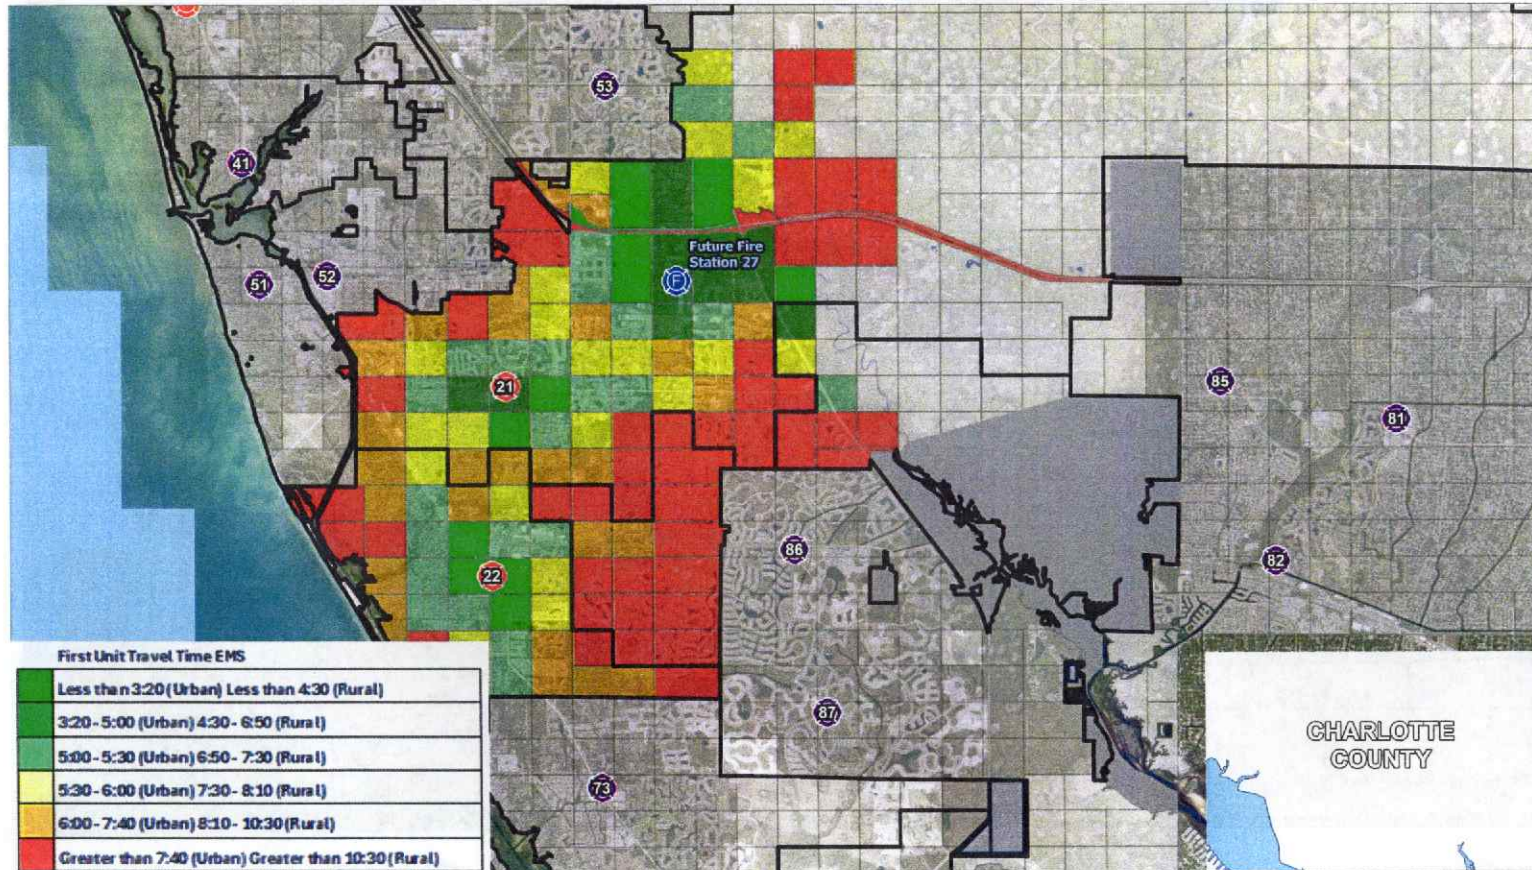 53
41
Future Fire
Station 27
F
51
52
21
85
81
86
82
22
87
73
First Unit Travel Time EMS
Less than 3:20 (Urban) Less than 4:30 (Rural)
3:20 - 5:00 (Urban) 4:30 - 6:50 (Rural)
5:00 - 5:30 (Urban) 6:50 - 7:30 (Rural)
5:30 - 6:00 (Urban) 7:30 - 8:10 (Rural)
6:00 - 7:40 (Urban) 8:10 - 10:30 (Rural)
Greater than 7:40 (Urban) Greater than 10:30 (Rural)
CHARLOTTE
COUNTY